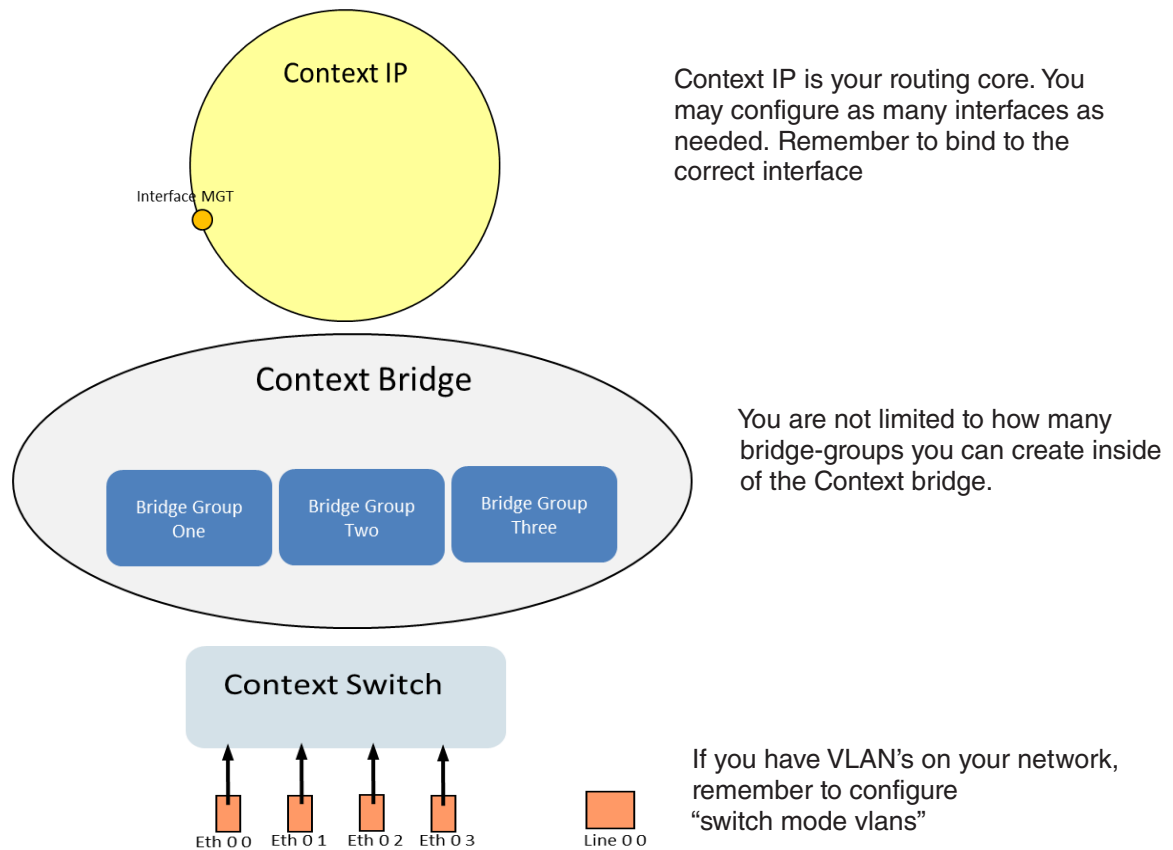 Context IP
Context IP is your routing core. You
may configure as many interfaces as
needed. Remember to bind to the
correct interface
Interface MGT
Context Bridge
You are not limited to how many
bridge-groups you can create inside
of the Context bridge.
Bridge Group
One
Bridge Group
Two
Bridge Group
Three
Context Switch
If you have VLAN's on your network,
remember to configure
“switch mode vlans”
Eth 0 0
Eth 0 1
Eth 0 2
Eth 0 3
Line 0 0